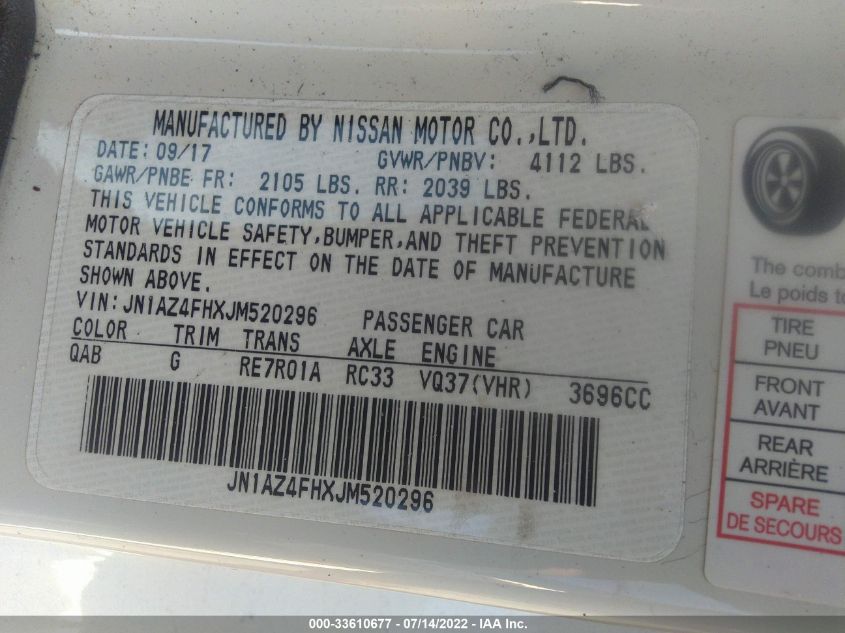 MANUFACTURED BY NISSAN MOTOR CO.,LTD.
DATE: 09/17 GVWR/PNBV: 4112 LBS.
GAWR/PNBE FR: 2105 LBS. RR: 2039 LBS.
THIS VEHICLE CONFORMS TO ALL APPLICABLE FEDERAL
MOTOR VEHICLE SAFETY,BUMPER,AND THEFT PREVENTION
STANDARDS IN EFFECT ON THE DATE OF MANUFACTURE
SHOWN ABOVE.
VIN:JN1AZ4FHXJM520296 PASSENGER CAR
COLOR TRIM TRANS AXLE ENGINE
QAB G RE7R01A RC33 VQ37(VHR) 3696CC
JN1AZ4FHXJM520296
The comb
Le poids to
TIRE
PNEU
FRONT
AVANT
REAR
ARRIÈRE
SPARE
DE SECOURS
000-33610677 - 07/14/2022 - IAA Inc.